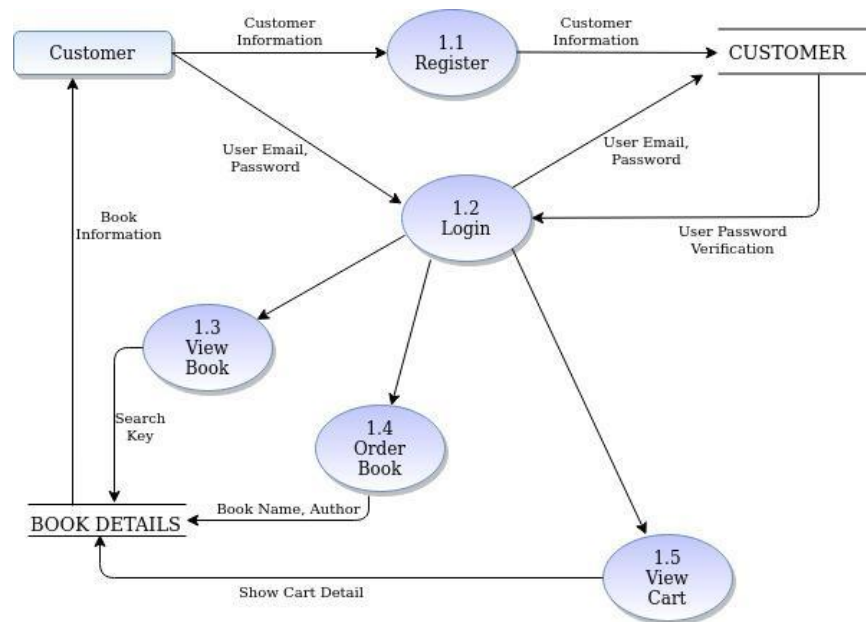 Customer
Customer
Information
1.1
Register
Customer
Information
CUSTOMER
User Email,
Password
User Email,
Password
1.2
Login
User Password
Verification
Book
Information
1.3
View
Book
Search
Key
1.4
Order
Book
BOOK DETAILS
Book Name, Author
1.5
View
Cart
Show Cart Detail